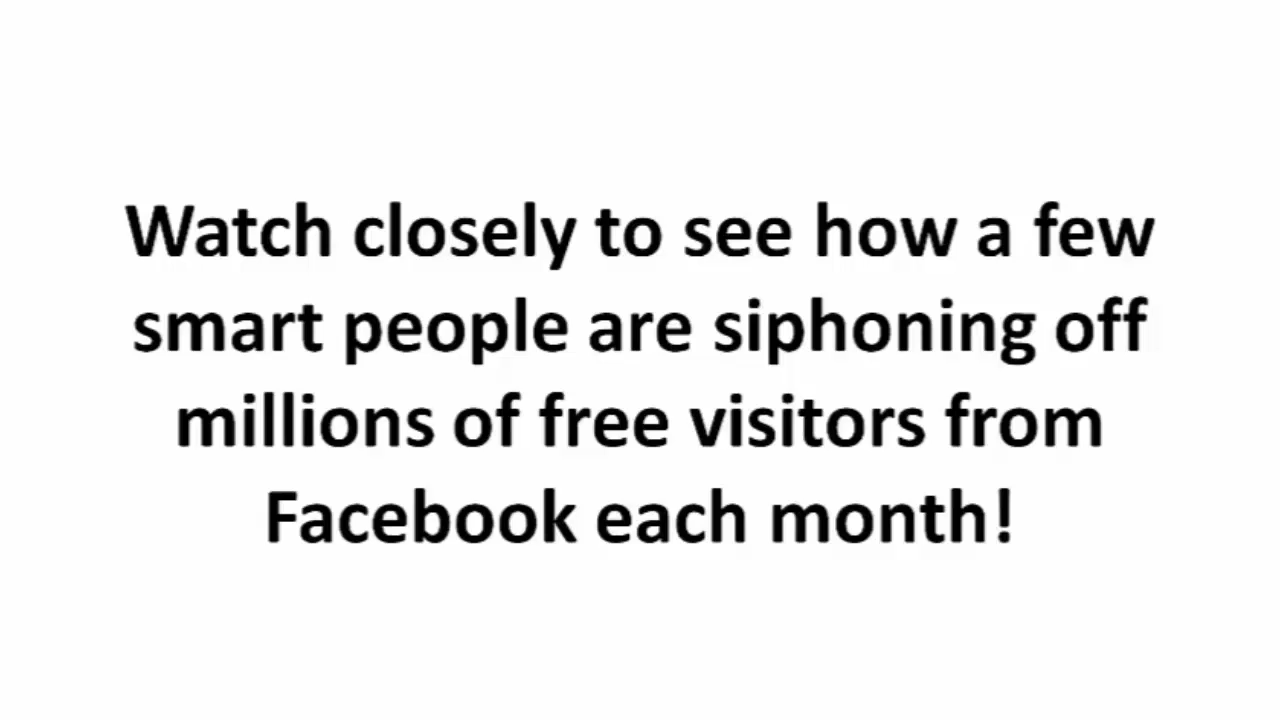 Watch closely to see how a few
smart people are siphoning off
millions of free visitors from
Facebook each month!